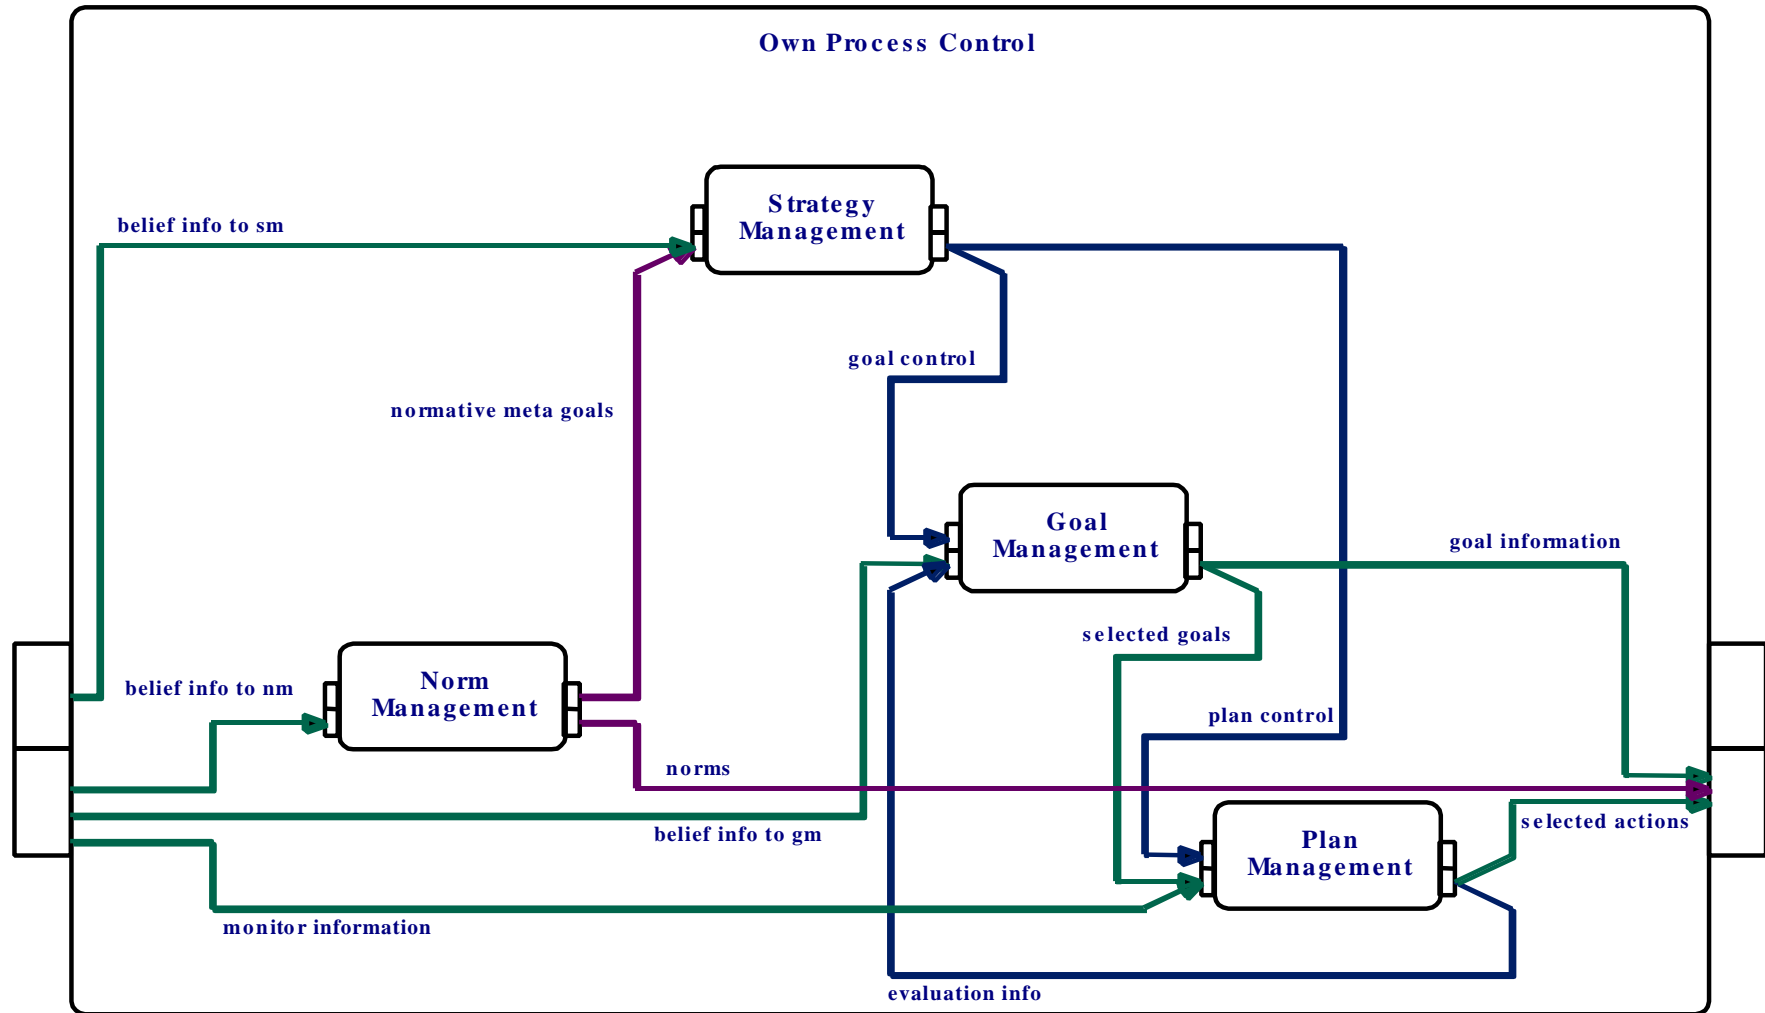 Own Process Control
Strategy
Management
belief info to sm
goal control
normative meta goals
Goal
Management
goal information
selected goals
belief info to nm
Norm
Management
plan control
norms
belief info to gm
selected actions
Plan
Management
monitor information
evaluation info